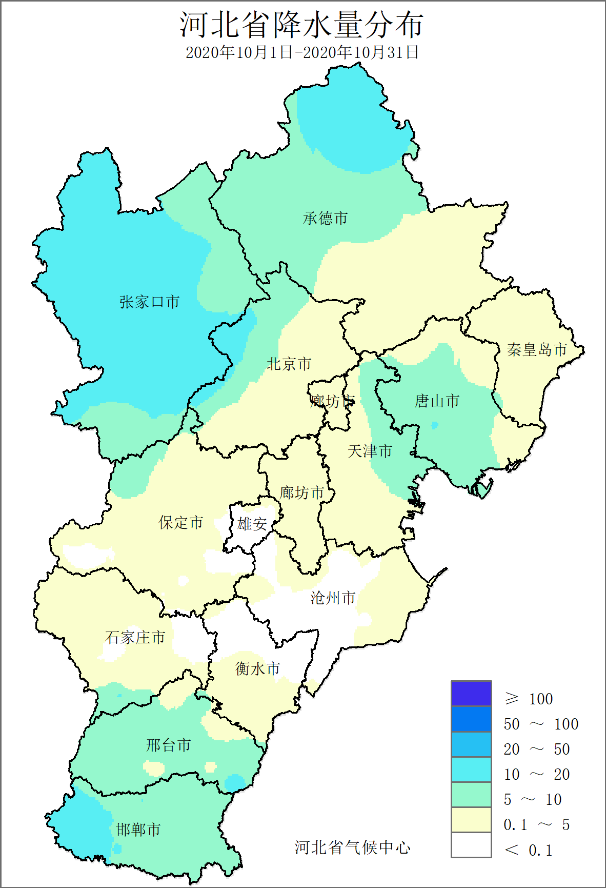 河北省降水量分布
2020年10月1日-2020年10月31日
承德市
张家口市
秦皇岛市
北京市
廊坊市
唐山市
天津市
廊坊市
保定市
雄安
沧州市
石家庄市
衡水市
邢台市
邯郸市
≥ 100
50 ～ 100
20 ～ 50
10 ～ 20
5 ～ 10
0.1 ～ 5
＜ 0.1
河北省气候中心